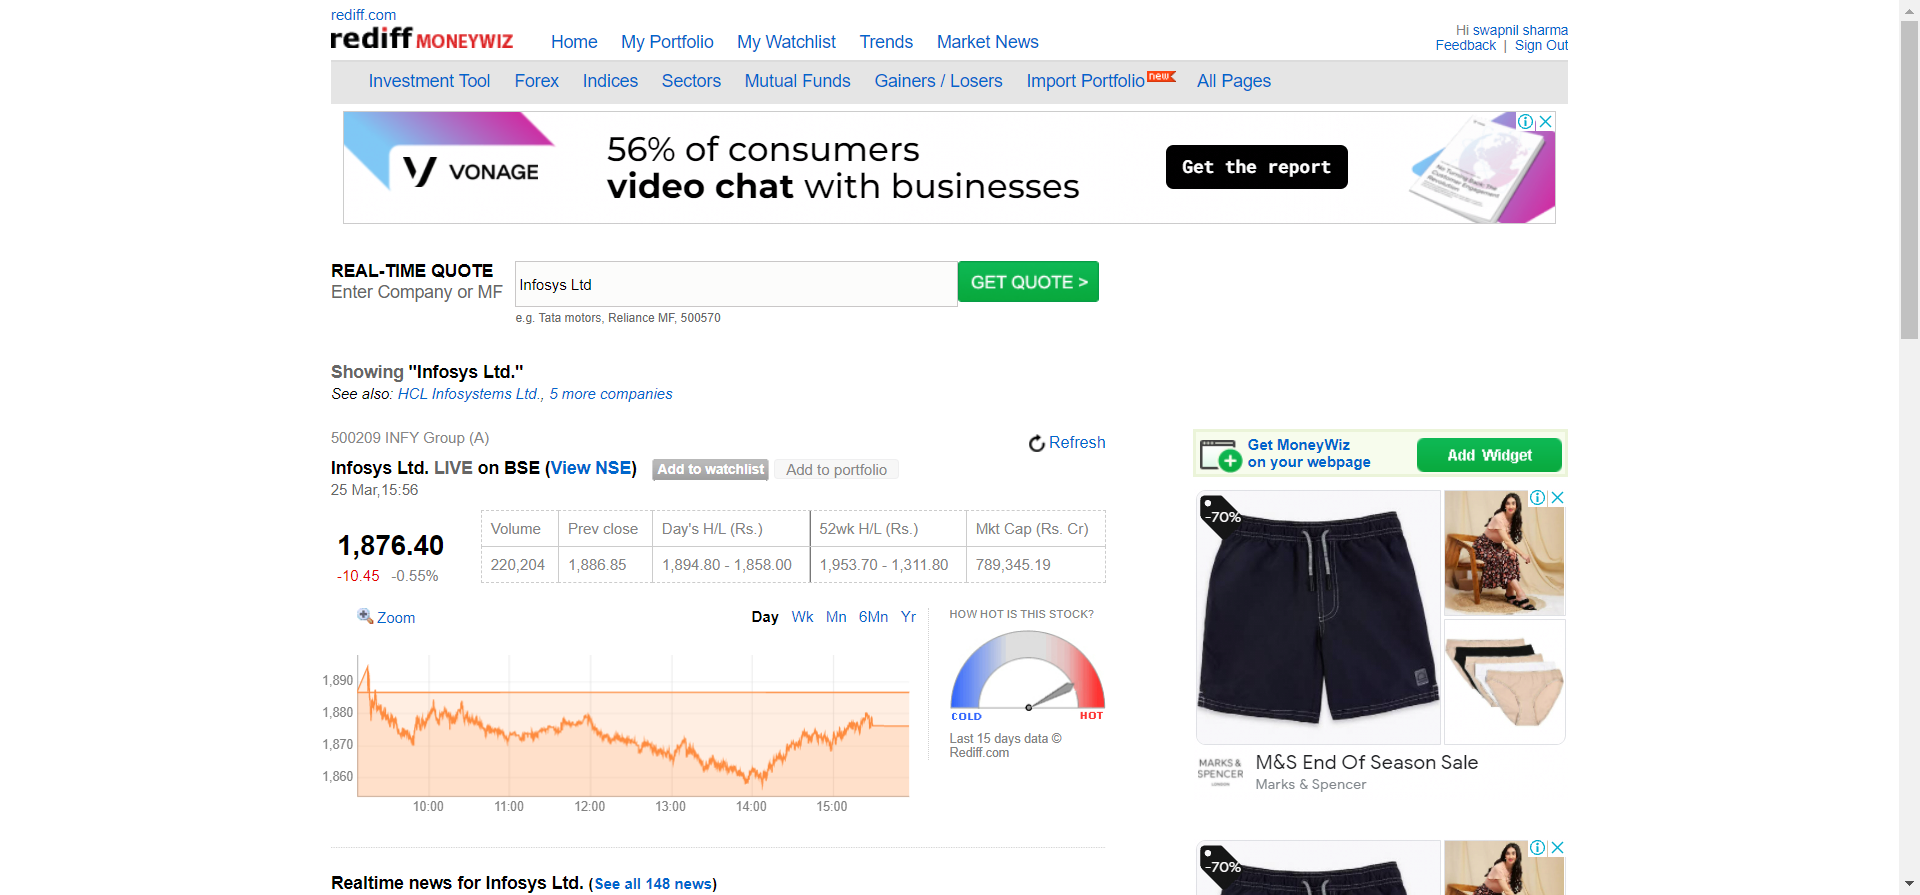 rediff.com
rediff MONEYWIZ
Home My Portfolio My Watchlist Trends Market News
Hi swapnil sharma
Feedback | Sign Out
Investment Tool Forex Indices Sectors Mutual Funds Gainers / Losers Import Portfolio new All Pages
VONAGE
56% of consumers
video chat with businesses
Get the report
REAL-TIME QUOTE
Enter Company or MF
Infosys Ltd
GET QUOTE >
e.g. Tata motors, Reliance MF, 500570
Showing "Infosys Ltd."
See also: HCL Infosystems Ltd., 5 more companies
500209 INFY Group (A)
Refresh
Infosys Ltd. LIVE on BSE (View NSE) Add to watchlist Add to portfolio
25 Mar,15:56
1,876.40
-10.45 -0.55%
Volume Prev close Day's H/L (Rs.) 52wk H/L (Rs.) Mkt Cap (Rs. Cr)
220,204 1,886.85 1,894.80 - 1,858.00 1,953.70 - 1,311.80 789,345.19
Zoom
Day Wk Mn 6Mn Yr
1,890
1,880
1,870
1,860
10:00 11:00 12:00 13:00 14:00 15:00
HOW HOT IS THIS STOCK?
COLD HOT
Last 15 days data ©
Rediff.com
Get MoneyWiz
on your webpage
Add Widget
-70%
MARKS &
SPENCER
LONDON
M&S End Of Season Sale
Marks & Spencer
-70%
Realtime news for Infosys Ltd. (See all 148 news)